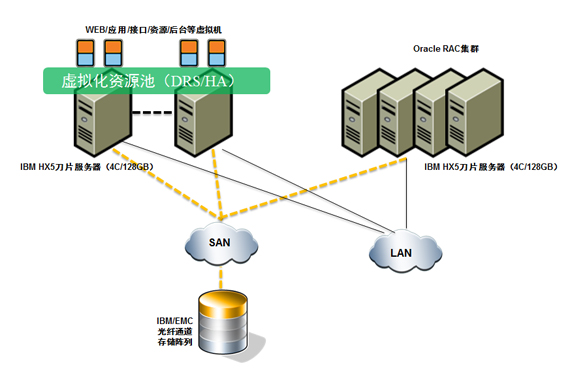 WEB/应用/接口/资源/后台等虚拟机
Oracle RAC集群
虚拟化资源池（DRS/HA）
IBM HX5刀片服务器（4C/128GB）
IBM HX5刀片服务器（4C/128GB）
SAN
LAN
IBM/EMC
光纤通道
存储阵列